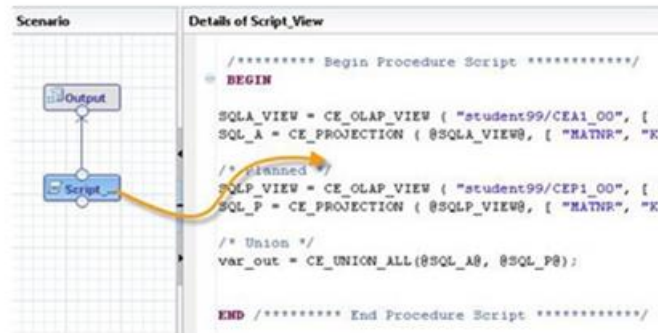 Scenario
Details of Script_View
/********* Begin Procedure Script ************/
BEGIN
Output
SQLA_VIEW = CE_OLAP_VIEW ( "student99/CEA1_00", [
SQL_A = CE_PROJECTION ( @SQLA_VIEW@, [ "MATNR", "K
/* Planned */
Script_...
SQLP_VIEW = CE_OLAP_VIEW ( "student99/CEP1_00", [
SQL_P = CE_PROJECTION ( @SQLP_VIEW@, [ "MATNR", "K
/* Union */
var_out = CE_UNION_ALL(@SQL_A@, @SQL_P@);
END /********* End Procedure Script ************/